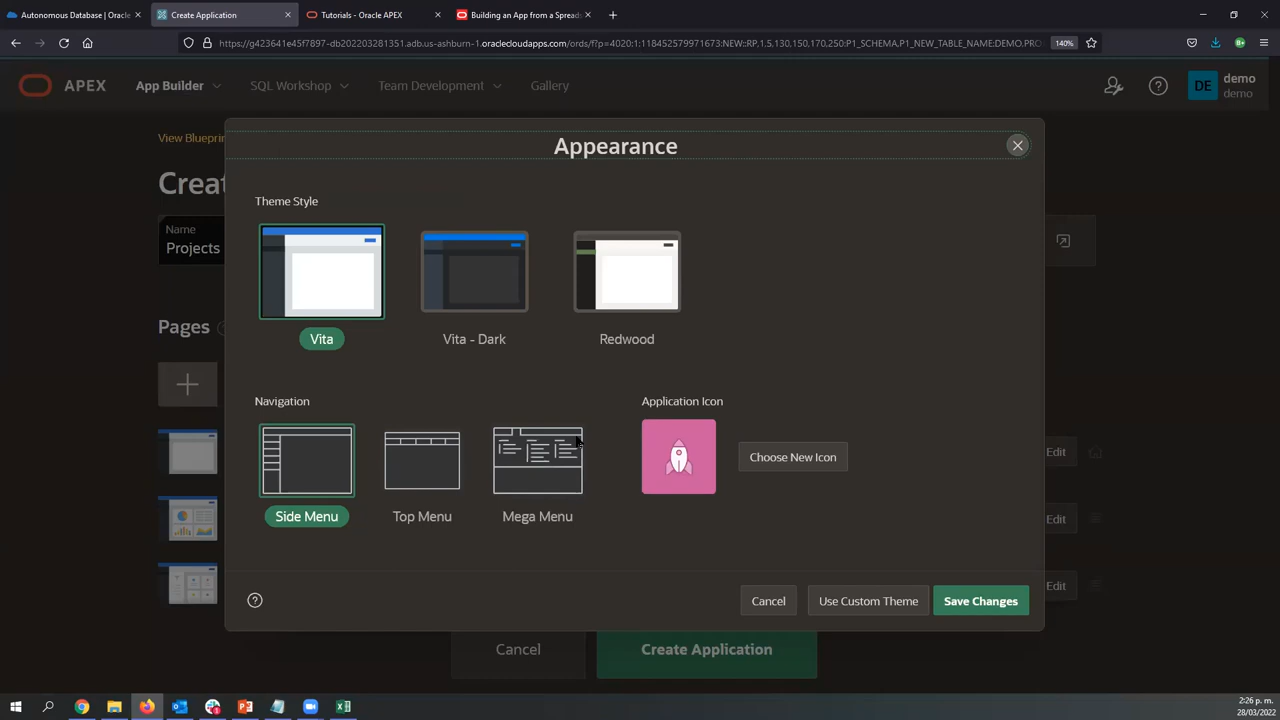 Autonomous Database | Oracle
Create Application
Tutorials - Oracle APEX
Building an App from a Spreads
https://g423641e45f7897-db202203281351.adb.us-ashburn-1.oraclecloudapps.com/ords/f?p=4020:1:118452579971673:NEW::RP,1.5,130,150,170,250:P1_SCHEMA,P1_NEW_TABLE_NAME:DEMO,PRO
140%
APEX
App Builder
SQL Workshop
Team Development
Gallery
DE
demo
demo
View Blueprin
Appearance
Crea
Theme Style
Name
Projects
Vita
Vita - Dark
Redwood
Pages
Navigation
Application Icon
Choose New Icon
Edit
Side Menu
Top Menu
Mega Menu
Edit
Edit
Cancel
Use Custom Theme
Save Changes
Cancel
Create Application
2:26 p. m.
28/03/2022